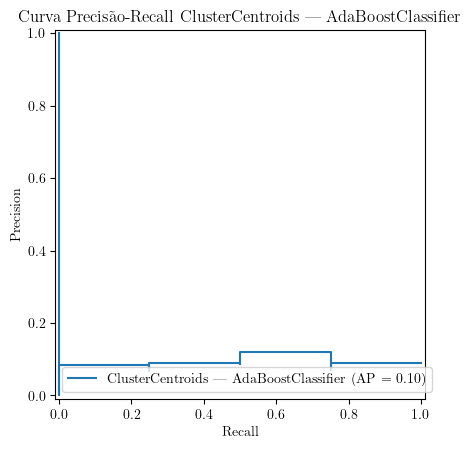 Curva Precisão-Recall ClusterCentroids — AdaBoostClassifier
1.0
0.8
0.6
0.4
0.2
0.0
Precision
ClusterCentroids — AdaBoostClassifier (AP = 0.10)
0.0 0.2 0.4 0.6 0.8 1.0
Recall